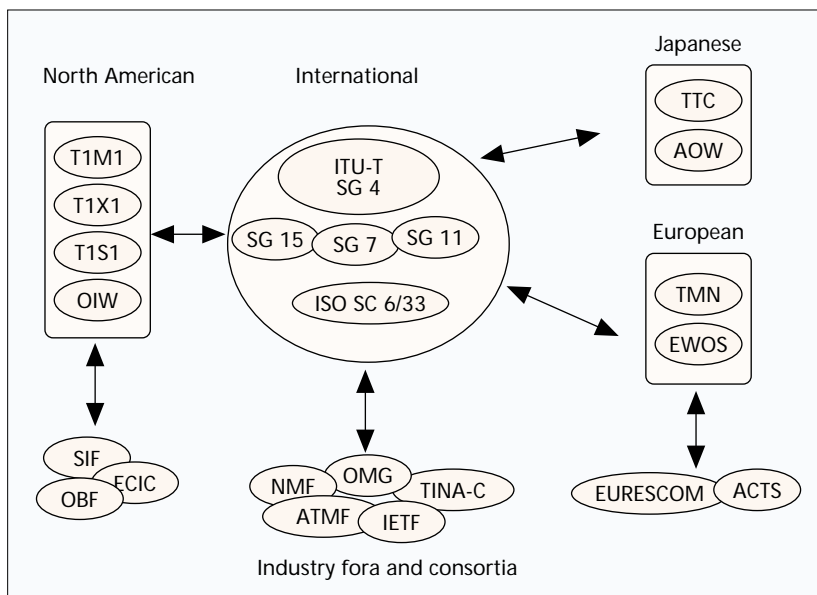 North American
T1M1
T1X1
T1S1
OIW
SIF
ECIC
OBF
International
ITU-T
SG 4
SG 15
SG 7
SG 11
ISO SC 6/33
NMF
OMG
TINA-C
ATMF
IETF
Industry fora and consortia
Japanese
TTC
AOW
European
TMN
EWOS
EURESCOM
ACTS